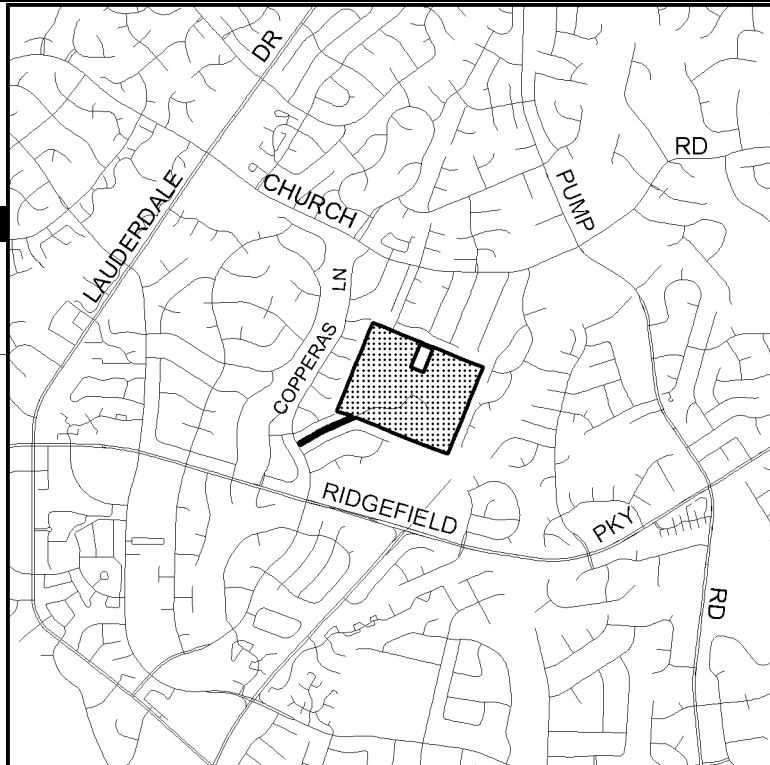 LAUDERDALE DR
CHURCH RD
PUMP RD
COPPERAS LN
RIDGEFIELD PKY